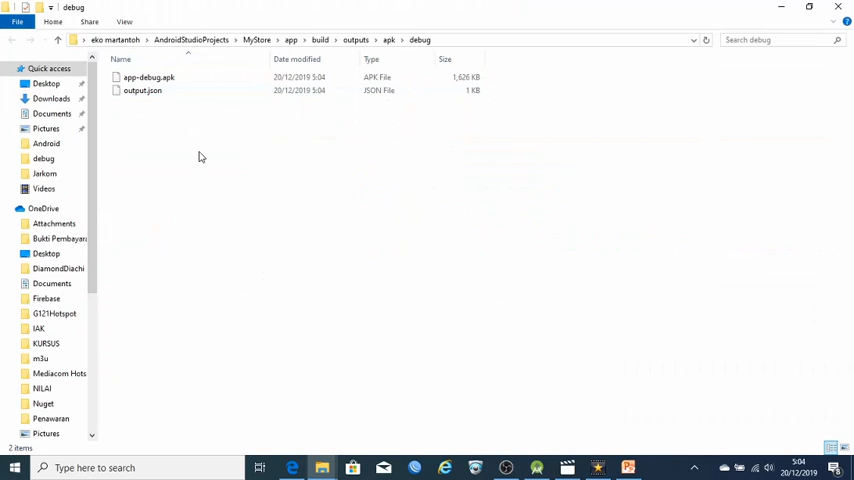 debug
File Home Share View
eko martantoh AndroidStudioProjects MyStore app build outputs apk debug Search debug
Name Date modified Type Size
Quick access
app-debug.apk 20/12/2019 5:04 APK File 1,626 KB
Desktop
output.json 20/12/2019 5:04 JSON File 1 KB
Downloads
Documents
Pictures
Android
debug
Jarkom
Videos
OneDrive
Attachments
Bukti Pembayara
Desktop
DiamondDiachi
Documents
Firebase
G121Hotspot
IAK
KURSUS
m3u
Mediacom Hots
NILAI
Nuget
Penawaran
Pictures
2 items
Type here to search 5:04
20/12/2019